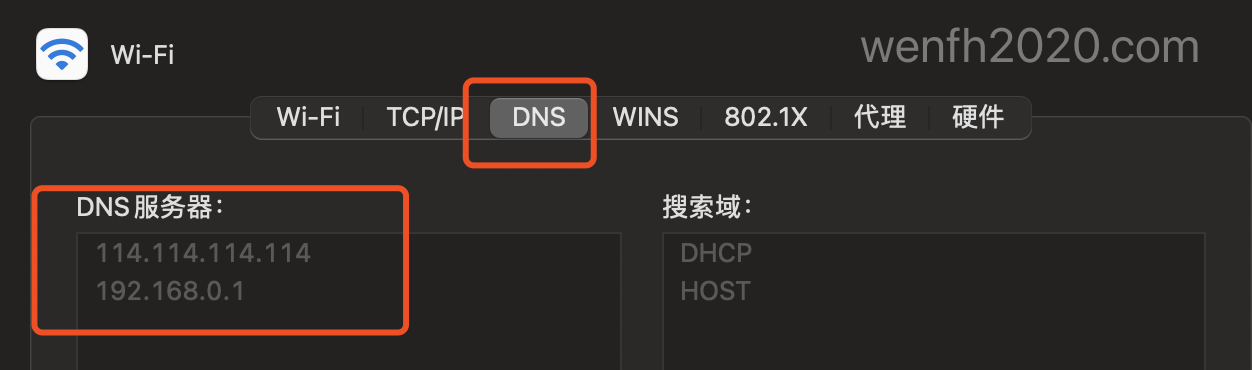 Wi-Fi
wenfh2020.com
Wi-Fi TCP/IP DNS WINS 802.1X 代理 硬件
DNS服务器：
114.114.114.114
192.168.0.1
搜索域：
DHCP
HOST